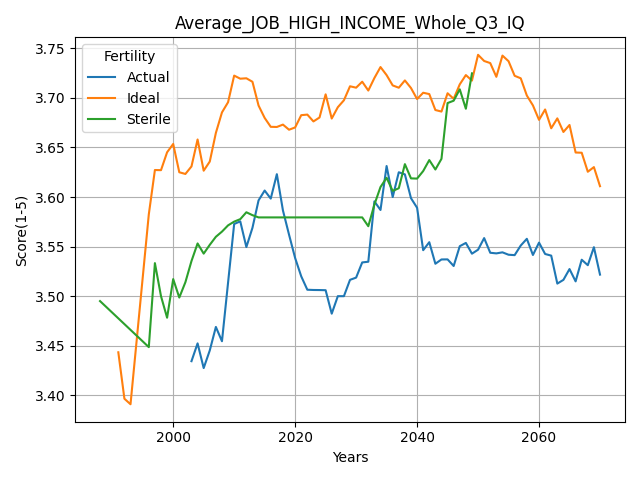 Average_JOB_HIGH_INCOME_Whole_Q3_IQ
Fertility
Actual
Ideal
Sterile
Score(1-5)
3.75
3.70
3.65
3.60
3.55
3.50
3.45
3.40
2000 2020 2040 2060
Years